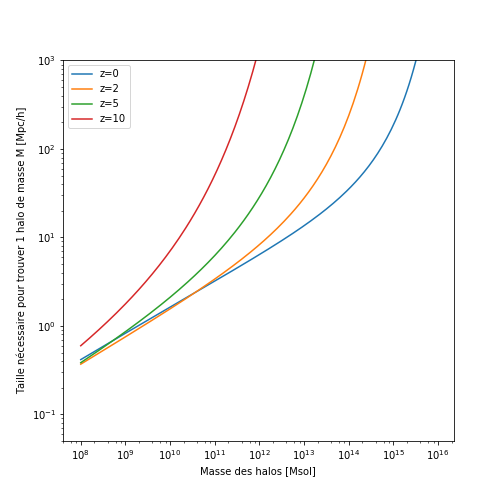 z=0
z=2
z=5
z=10
Taille nécessaire pour trouver 1 halo de masse M [Mpc/h]
10³
10²
10¹
10⁰
10⁻¹
10⁸ 10⁹ 10¹⁰ 10¹¹ 10¹² 10¹³ 10¹⁴ 10¹⁵ 10¹⁶
Masse des halos [Msol]